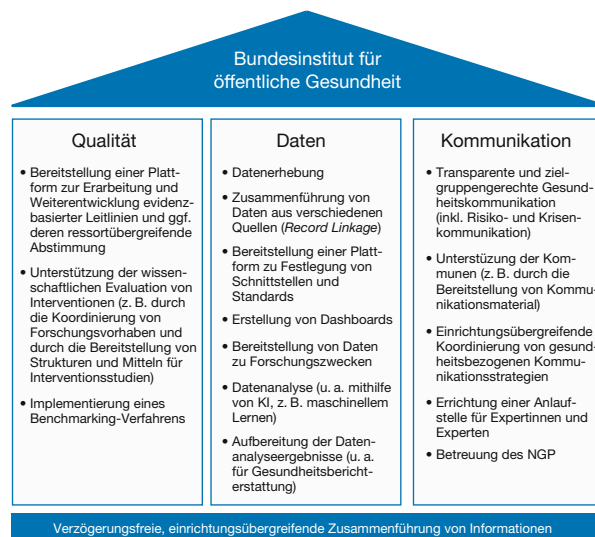 Bundesinstitut für
öffentliche Gesundheit
Qualität
• Bereitstellung einer Platt-
form zur Erarbeitung und
Weiterentwicklung evidenz-
basierter Leitlinien und ggf.
deren ressortübergreifende
Abstimmung
• Unterstützung der wissen-
schaftlichen Evaluation von
Interventionen (z. B. durch
die Koordinierung von
Forschungsvorhaben und
durch die Bereitstellung von
Strukturen und Mitteln für
Interventionsstudien)
• Implementierung eines
Benchmarking-Verfahrens
Daten
• Datenerhebung
• Zusammenführung von
Daten aus verschiedenen
Quellen (Record Linkage)
• Bereitstellung einer Platt-
form zu Festlegung von
Schnittstellen und
Standards
• Erstellung von Dashboards
• Bereitstellung von Daten
zu Forschungszwecken
• Datenanalyse (u. a. mithilfe
von KI, z. B. maschinellem
Lernen)
• Aufbereitung der Daten-
analyseergebnisse (u. a.
für Gesundheitsbericht-
erstattung)
Kommunikation
• Transparente und ziel-
gruppengerechte Gesund-
heitskommunikation
(inkl. Risiko- und Krisen-
kommunikation)
• Unterstüzung der Kom-
munen (z. B. durch die
Bereitstellung von Kommu-
nikationsmaterial)
• Einrichtungsübergreifende
Koordinierung von gesund-
heitsbezogenen Kommu-
nikationsstrategien
• Errichtung einer Anlauf-
stelle für Expertinnen und
Experten
• Betreuung des NGP
Verzögerungsfreie, einrichtungsübergreifende Zusammenführung von Informationen